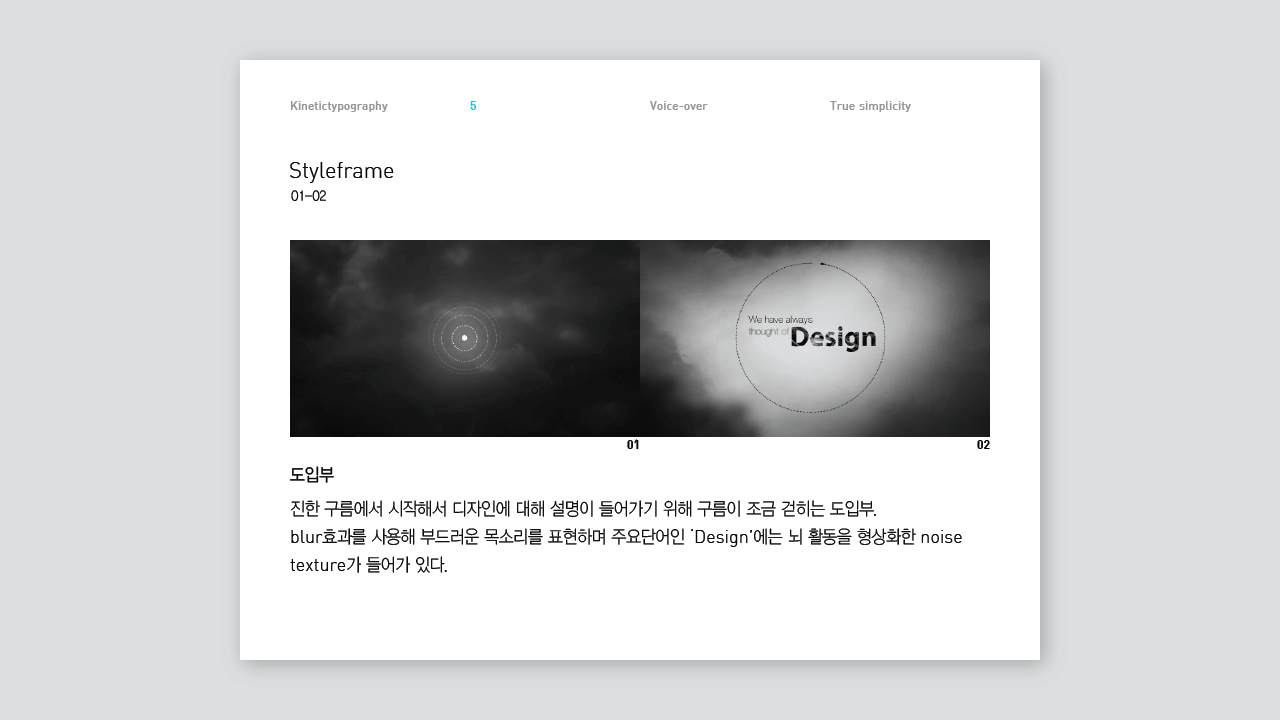 Kinetictypography 5 Voice-over True simplicity
Styleframe
01-02
We have always
thought of Design
01 02
도입부
진한 구름에서 시작해서 디자인에 대해 설명이 들어가기 위해 구름이 조금 걷히는 도입부.
blur효과를 사용해 부드러운 목소리를 표현하며 주요단어인 'Design'에는 뇌 활동을 형상화한 noise
texture가 들어가 있다.